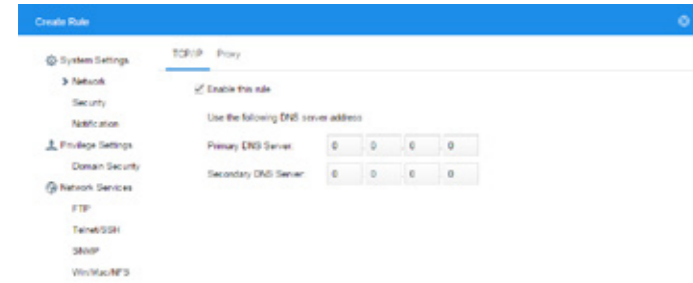 Create Rule
System Settings
Network
Security
Notification
Privilege Settings
Domain Security
Network Services
FTP
Telnet/SSH
SNMP
Win/Mac/NFS
TCP/IP Proxy
Enable this rule
Use the following DNS server address
Primary DNS Server: 0 . 0 . 0 . 0
Secondary DNS Server: 0 . 0 . 0 . 0